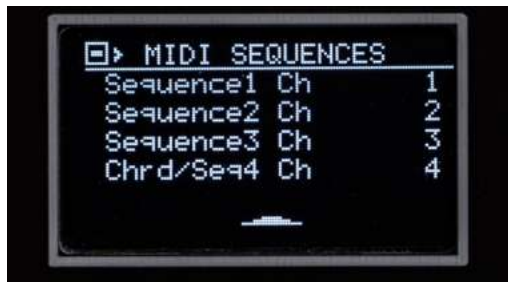 MIDI SEQUENCES
Sequence1 Ch 1
Sequence2 Ch 2
Sequence3 Ch 3
Chrd/Seq4 Ch 4